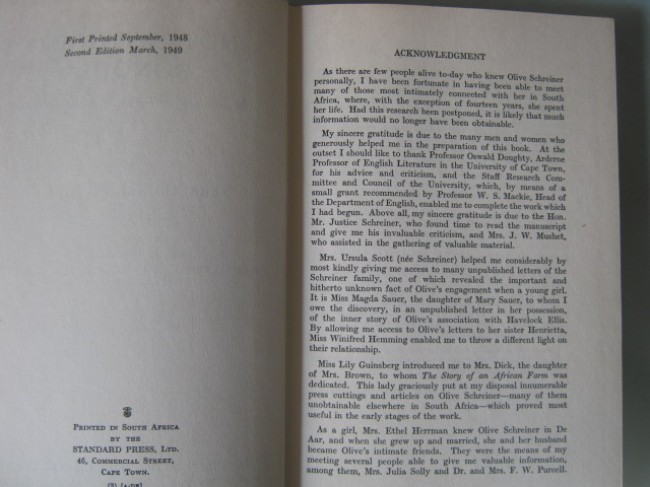 First Printed September, 1948
Second Edition March, 1949
PRINTED IN SOUTH AFRICA
BY THE
STANDARD PRESS, LTD.
46, COMMERCIAL STREET,
CAPE TOWN.
ACKNOWLEDGMENT
As there are few people alive to-day who knew Olive Schreiner
personally, I have been fortunate in having been able to meet
many of those most intimately connected with her in South
Africa, where, with the exception of fourteen years, she spent
her life. Had this research been postponed, it is likely that much
information would no longer have been obtainable.
My sincere gratitude is due to the many men and women who
generously helped me in the preparation of this book. At the
outset I should like to thank Professor Oswald Doughty, Arderne
Professor of English Literature in the University of Cape Town,
for his advice and criticism, and the Staff Research Com-
mittee and Council of the University, which, by means of a
small grant recommended by Professor W. S. Mackie, Head of
the Department of English, enabled me to complete the work which
I had begun. Above all, my sincere gratitude is due to the Hon.
Mr. Justice Schreiner, who found time to read the manuscript
and give me his invaluable criticism, and Mrs. J. W. Mushet,
who assisted in the gathering of valuable material.
Mrs. Ursula Scott (née Schreiner) helped me considerably by
most kindly giving me access to many unpublished letters of the
Schreiner family, one of which revealed the important and
hitherto unknown fact of Olive's engagement when a young girl.
It is Miss Magda Sauer, the daughter of Mary Sauer, to whom I
owe the discovery, in an unpublished letter in her possession,
of the inner story of Olive's association with Havelock Ellis.
By allowing me access to Olive's letters to her sister Henrietta,
Miss Winifred Hemming enabled me to throw a different light on
their relationship.
Miss Lily Guinsberg introduced me to Mrs. Dick, the daughter
of Mrs. Brown, to whom The Story of an African Farm was
dedicated. This lady graciously put at my disposal innumerable
press cuttings and articles on Olive Schreiner—many of them
unobtainable elsewhere in South Africa—which proved most
useful in the early stages of the work.
As a girl, Mrs. Ethel Herrman knew Olive Schreiner in De
Aar, and when she grew up and married, she and her husband
became Olive's intimate friends. They were the means of my
meeting several people able to give me valuable information,
among them, Mrs. Julia Solly and Dr. and Mrs. F. W. Purcell.